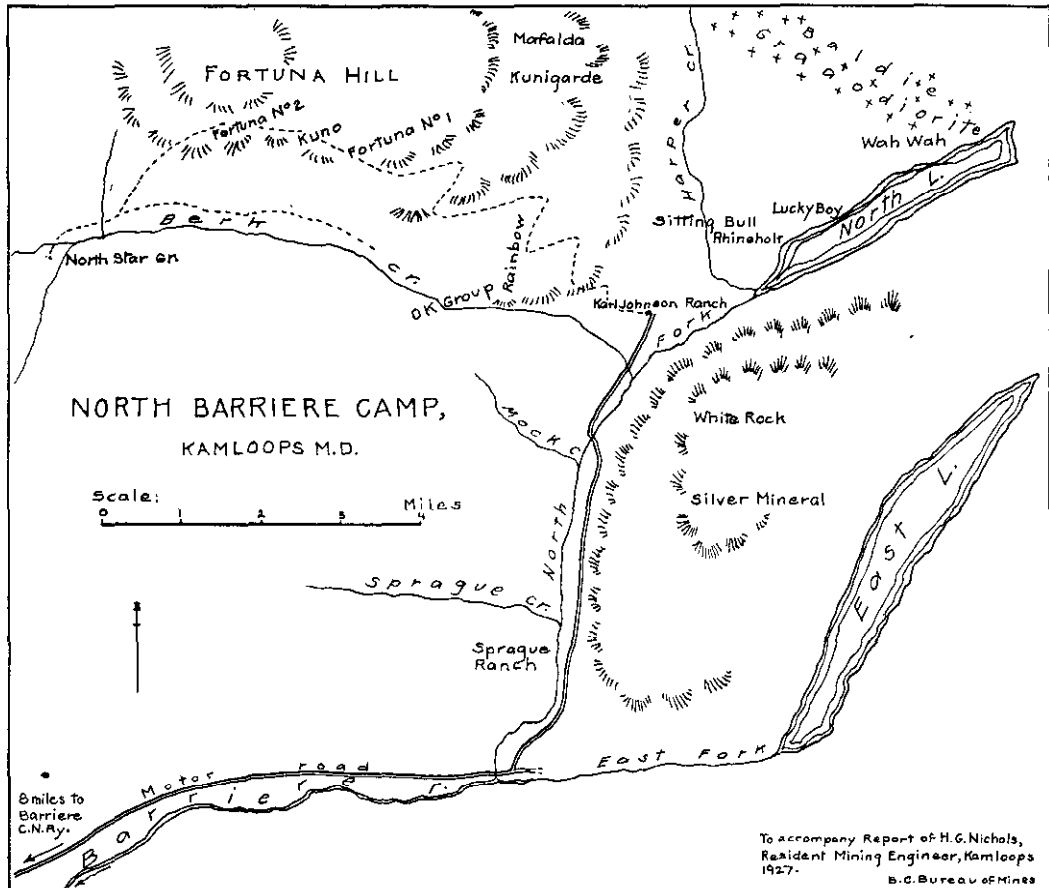 Mafalda
Kunigarde
FORTUNA HILL
Fortuna No 2
Kuno
Fortuna No 1
Harper cr.
Baldie
Granodiorite
Wah Wah
North L.
Lucky Boy
Sitting Bull
Rhineholt
Berk cr.
North Star Gn
OK Group
Rainbow
Karl Johnson Ranch
North Fork
NORTH BARRIERE CAMP,
KAMLOOPS M.D.
Mock c.
White Rock
Scale:
Miles
0 1 2 3 4
Silver Mineral
East L.
Sprague Cr.
Sprague
Ranch
East Fork
Motor road
Barriere r.
8 miles to
Barriere
C.N.Ry.
To accompany Report of H.G. Nichols,
Resident Mining Engineer, Kamloops
1927-
B.C. Bureau of Mines